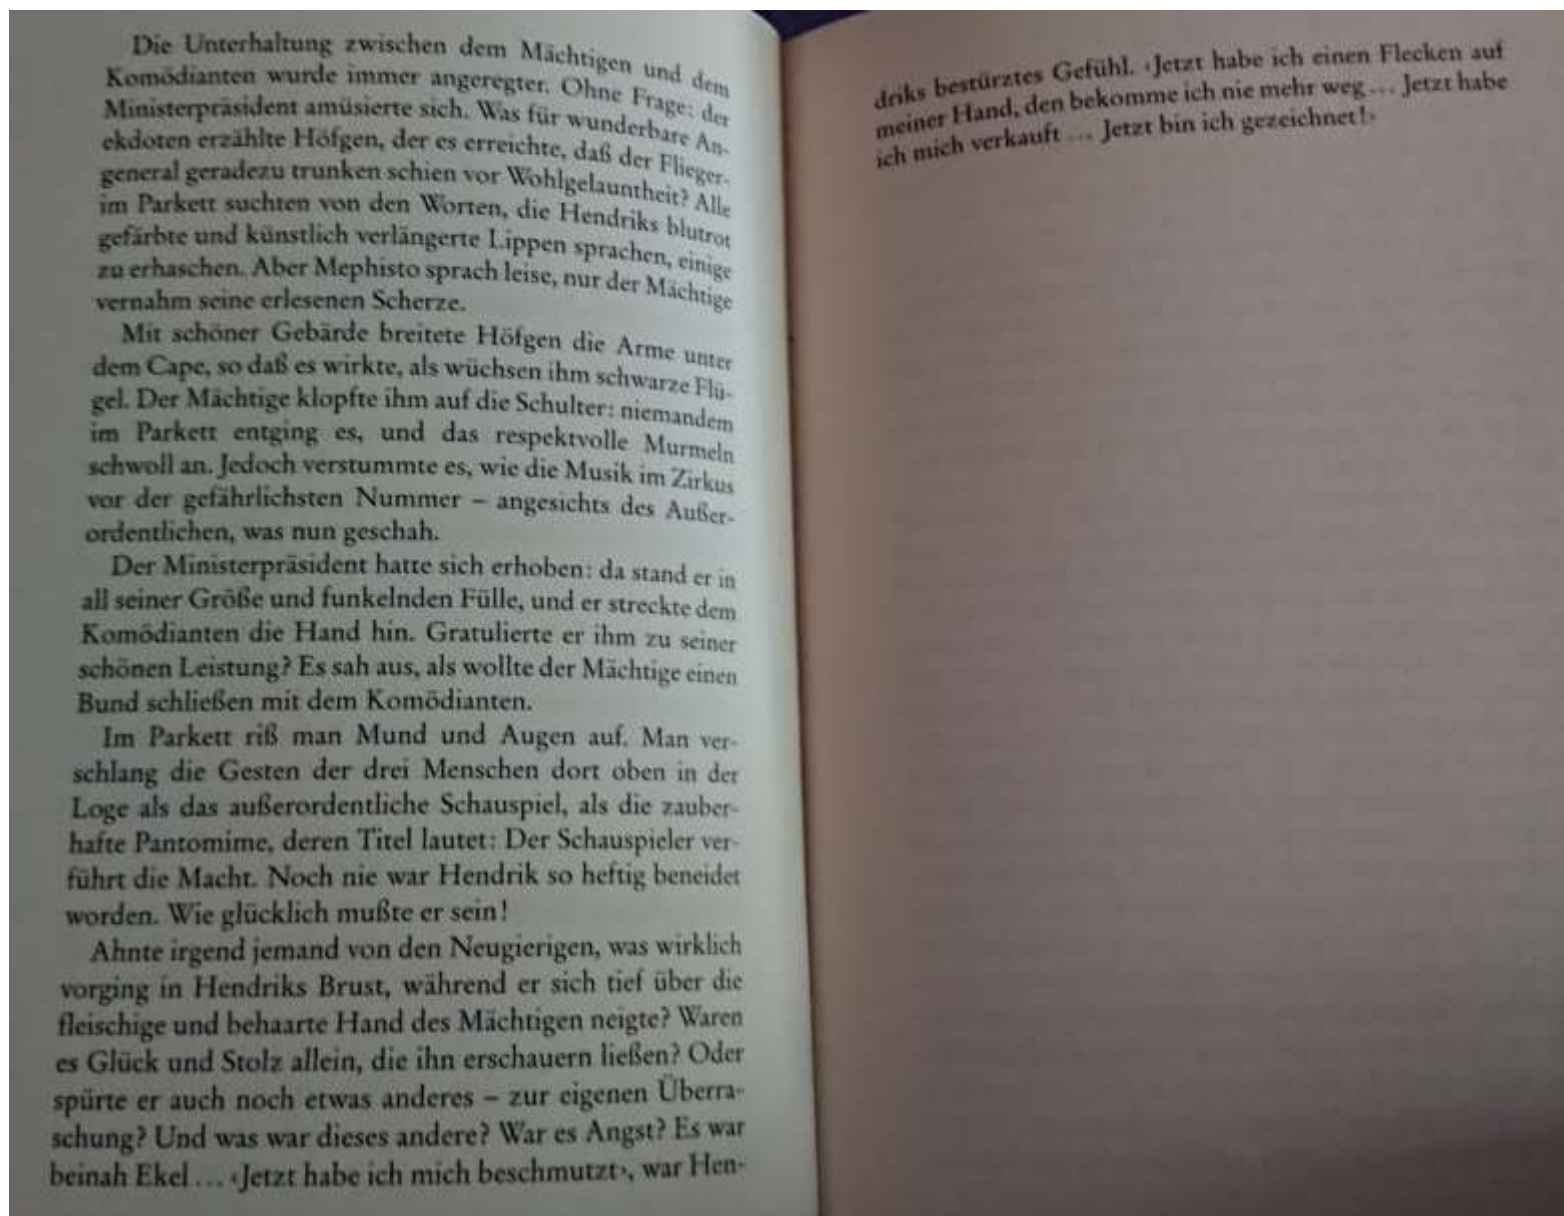 Die Unterhaltung zwischen dem Mächtigen und dem
Komödianten wurde immer angeregter. Ohne Frage: der
Ministerpräsident amüsierte sich. Was für wunderbare An-
ekdoten erzählte Höfgen, der es erreichte, daß der Flieger-
general geradezu trunken schien vor Wohlgelauntheit? Alle
im Parkett suchten von den Worten, die Hendriks blutrot
gefärbte und künstlich verlängerte Lippen sprachen, einige
zu erhaschen. Aber Mephisto sprach leise, nur der Mächtige
vernahm seine erlesenen Scherze.
Mit schöner Gebärde breitete Höfgen die Arme unter
dem Cape, so daß es wirkte, als wüchsen ihm schwarze Flü-
gel. Der Mächtige klopfte ihm auf die Schulter: niemandem
im Parkett entging es, und das respektvolle Murmeln
schwoll an. Jedoch verstummte es, wie die Musik im Zirkus
vor der gefährlichsten Nummer – angesichts des Außer-
ordentlichen, was nun geschah.
Der Ministerpräsident hatte sich erhoben: da stand er in
all seiner Größe und funkelnden Fülle, und er streckte dem
Komödianten die Hand hin. Gratulierte er ihm zu seiner
schönen Leistung? Es sah aus, als wollte der Mächtige einen
Bund schließen mit dem Komödianten.
Im Parkett riß man Mund und Augen auf. Man ver-
schlang die Gesten der drei Menschen dort oben in der
Loge als das außerordentliche Schauspiel, als die zauber-
hafte Pantomime, deren Titel lautet: Der Schauspieler ver-
führt die Macht. Noch nie war Hendrik so heftig beneidet
worden. Wie glücklich mußte er sein!
Ahnte irgend jemand von den Neugierigen, was wirklich
vorging in Hendriks Brust, während er sich tief über die
fleischige und behaarte Hand des Mächtigen neigte? Waren
es Glück und Stolz allein, die ihn erschauern ließen? Oder
spürte er auch noch etwas anderes – zur eigenen Überra-
schung? Und was war dieses andere? War es Angst? Es war
beinah Ekel … ‹Jetzt habe ich mich beschmutzt›, war Hen-
driks bestürztes Gefühl. ‹Jetzt habe ich einen Flecken auf
meiner Hand, den bekomme ich nie mehr weg … Jetzt habe
ich mich verkauft … Jetzt bin ich gezeichnet!›